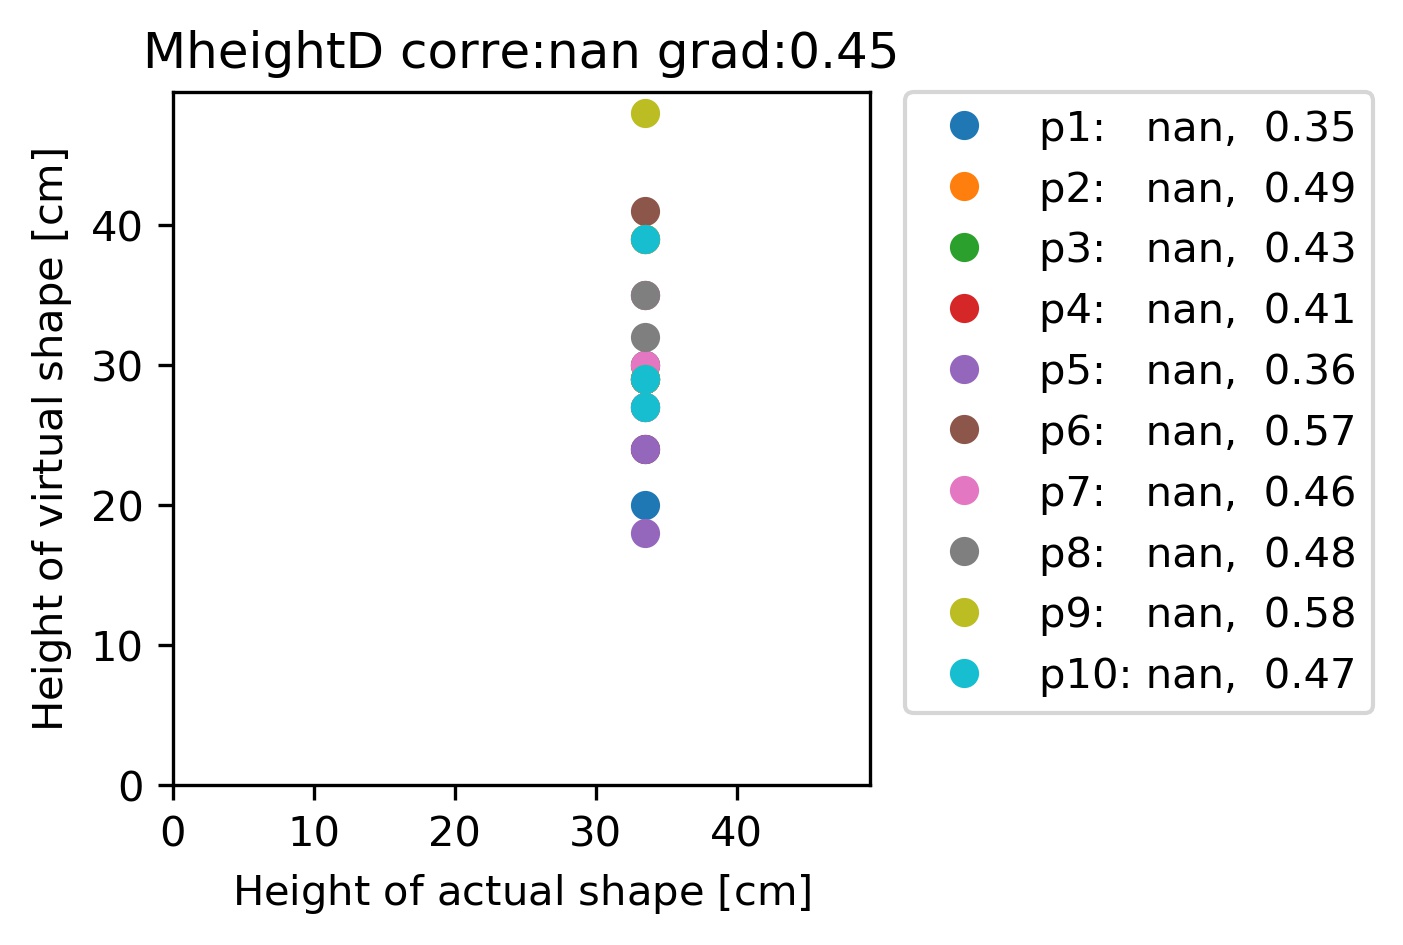 MheightD corre:nan grad:0.45
Height of virtual shape [cm]
40
30
20
10
0
0 10 20 30 40
Height of actual shape [cm]
p1: nan, 0.35
p2: nan, 0.49
p3: nan, 0.43
p4: nan, 0.41
p5: nan, 0.36
p6: nan, 0.57
p7: nan, 0.46
p8: nan, 0.48
p9: nan, 0.58
p10: nan, 0.47